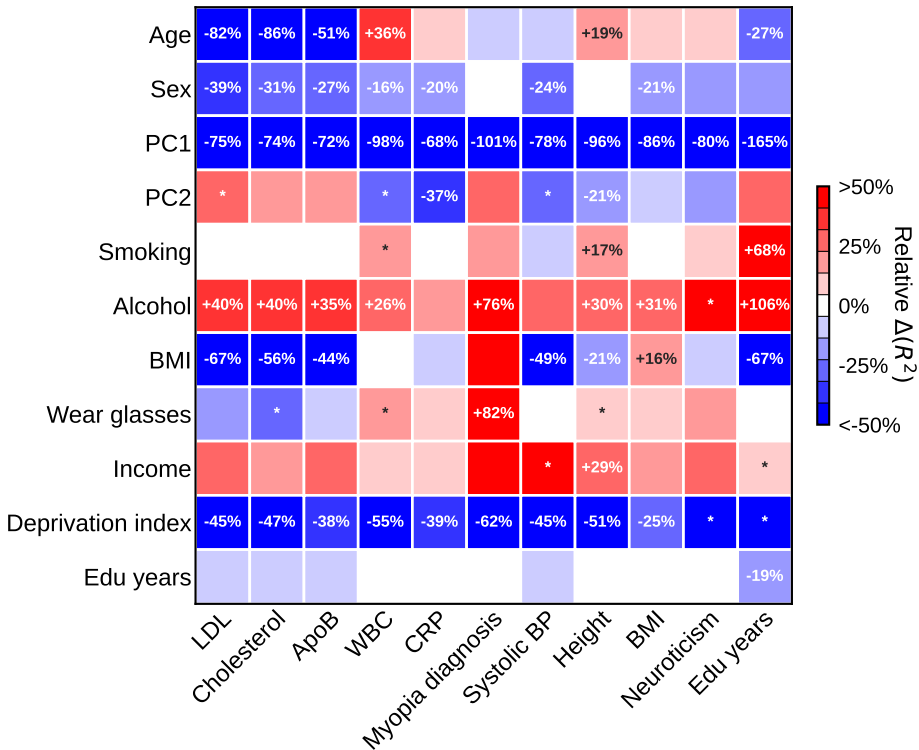 Age -82% -86% -51% +36% +19% -27%
Sex -39% -31% -27% -16% -20% -24% -21%
PC1 -75% -74% -72% -98% -68% -101% -78% -96% -86% -80% -165%
PC2 * * -37% * -21%
Smoking * +17% +68%
Alcohol +40% +40% +35% +26% +76% +30% +31% * +106%
BMI -67% -56% -44% -49% -21% +16% -67%
Wear glasses * * +82% *
Income * +29% *
Deprivation index -45% -47% -38% -55% -39% -62% -45% -51% -25% * *
Edu years -19%
LDL Cholesterol ApoB WBC CRP Myopia diagnosis Systolic BP Height BMI Neuroticism Edu years
>50%
25%
0%
-25%
<-50%
Relative Δ(R²)